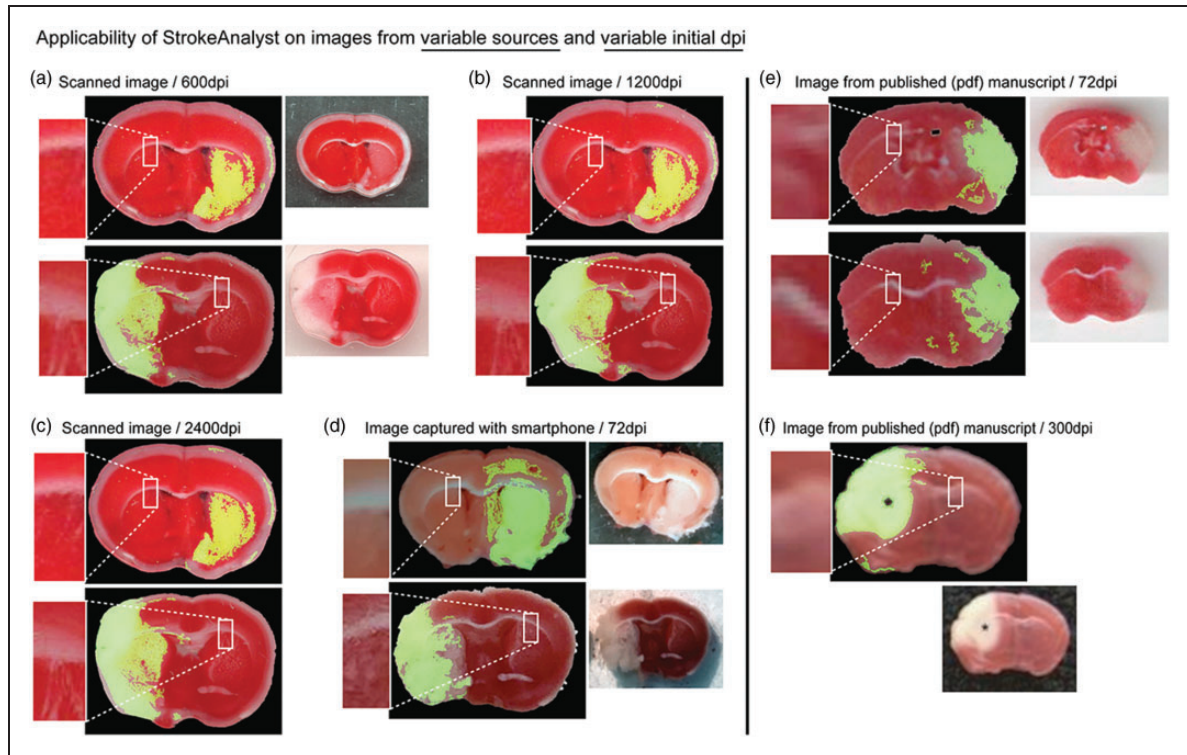 Applicability of StrokeAnalyst on images from variable sources and variable initial dpi
(a) Scanned image / 600dpi
(b) Scanned image / 1200dpi
(c) Scanned image / 2400dpi
(d) Image captured with smartphone / 72dpi
(e) Image from published (pdf) manuscript / 72dpi
(f) Image from published (pdf) manuscript / 300dpi